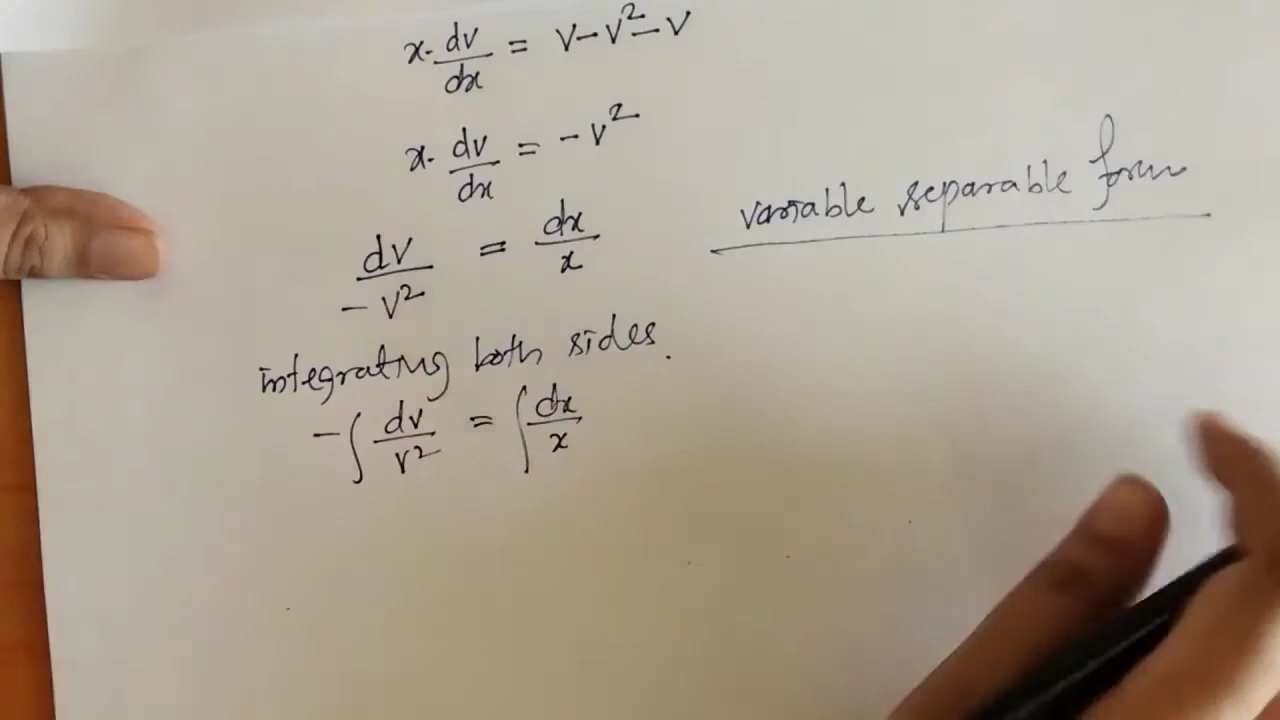 x. dv/dx = v-v²-v
x. dv/dx = -v²
variable separable form
dv/-v² = dx/x
integrating both sides.
-∫ dv/v² = ∫ dx/x